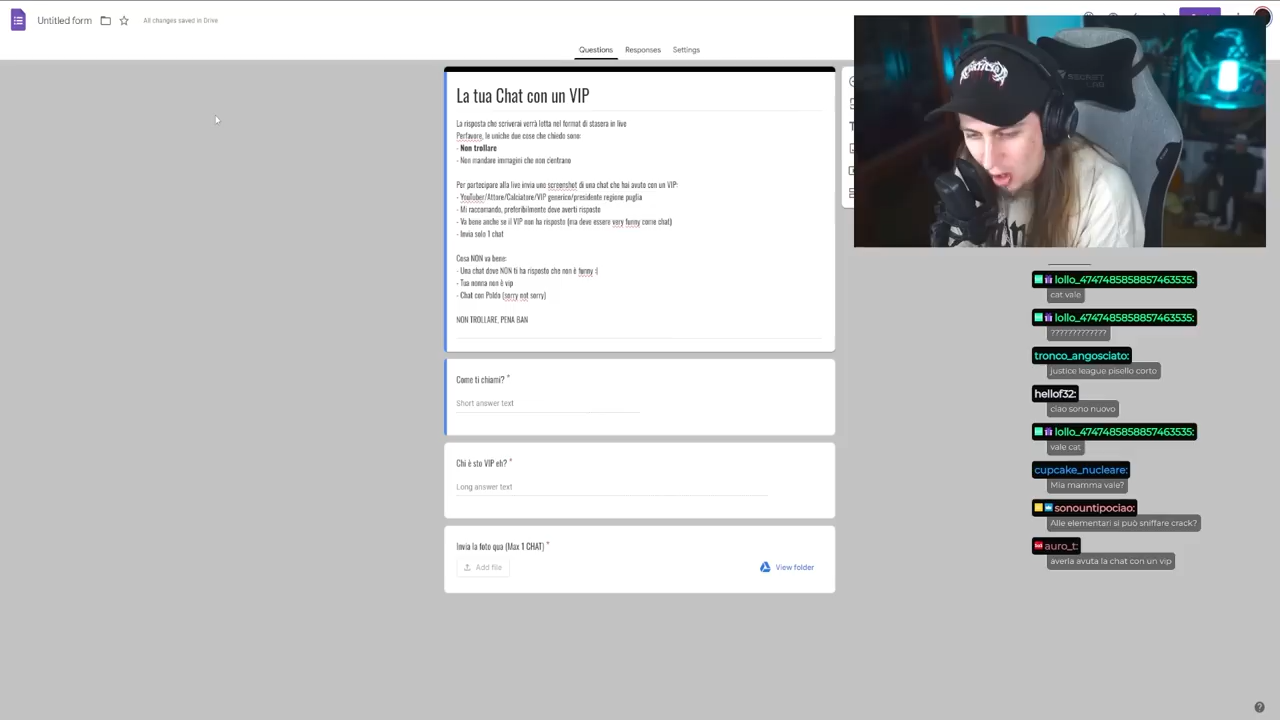 Untitled form
All changes saved in Drive
Questions
Responses
Settings
La tua Chat con un VIP
La risposta che scriverai verrà letta nel format di stasera in live
Perfavore, le uniche due cose che chiedo sono:
- Non trollare
- Non mandare immagini che non c'entrano
Per partecipare alla live invia uno screenshot di una chat che hai avuto con un VIP:
- YouTuber/Attore/Calciatore/VIP generico/presidente regione puglia
- Mi raccomando, preferibilmente dove averti risposto
- Va bene anche se il VIP non ha risposto (ma deve essere very funny come chat)
- Invia solo 1 chat
Cosa NON va bene:
- Una chat dove NON ti ha risposto che non è funny :(
- Tua nonna non è vip
- Chat con Poldo (sorry not sorry)
NON TROLLARE, PENA BAN
Come ti chiami? *
Short answer text
Chi è sto VIP eh? *
Long answer text
Invia la foto qua (Max 1 CHAT) *
Add file
View folder
SECRET LAB
lollo_4747485858857463535:
cat vale
lollo_4747485858857463535:
?????????????
tronco_angosciato:
justice league pisello corto
hellof32:
ciao sono nuovo
lollo_4747485858857463535:
vale cat
cupcake_nucleare:
Mia mamma vale?
sonountipociao:
Alle elementari si può sniffare crack?
auro_t:
averla avuta la chat con un vip